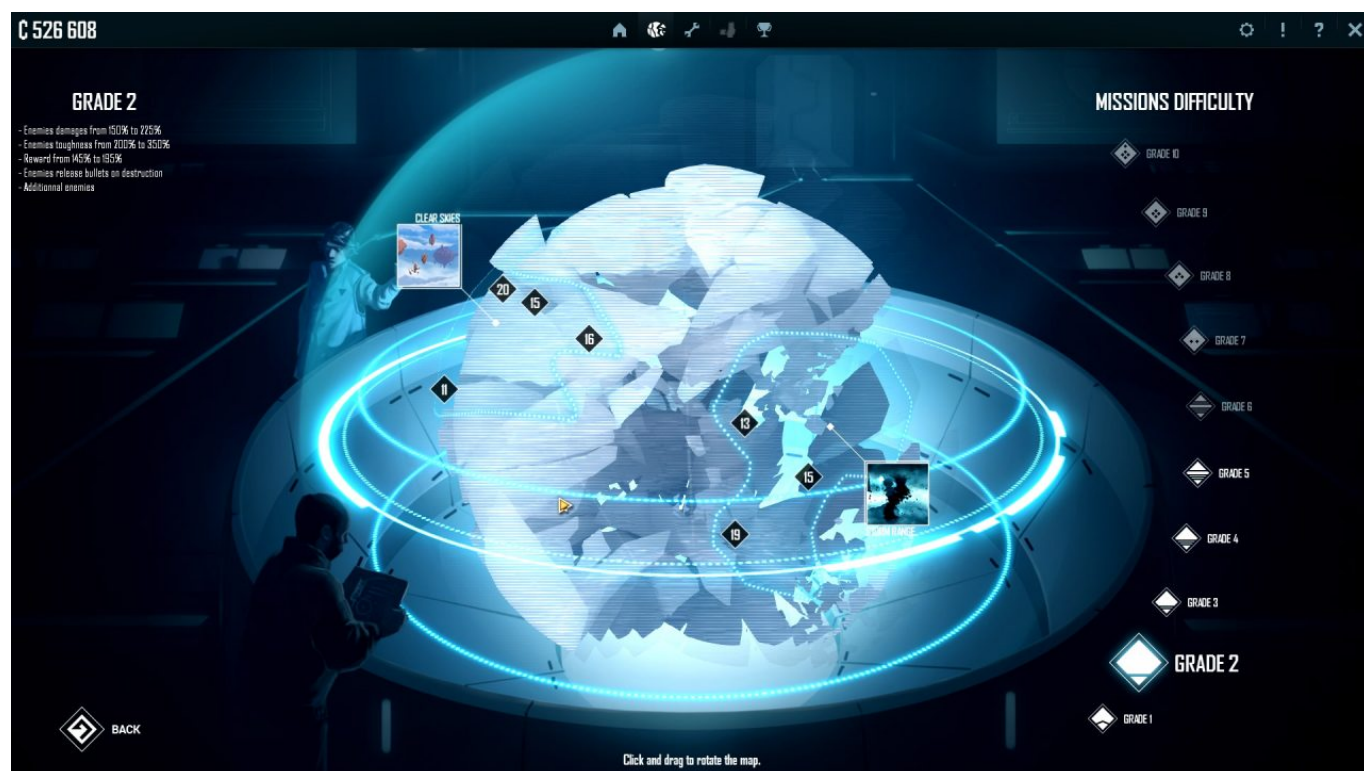 ₵ 526 608
GRADE 2
- Enemies damages from 150% to 225%
- Enemies toughness from 200% to 350%
- Reward from 145% to 195%
- Enemies release bullets on destruction
- Additionnal enemies
MISSIONS DIFFICULTY
GRADE 10
GRADE 9
GRADE 8
GRADE 7
GRADE 6
GRADE 5
GRADE 4
GRADE 3
GRADE 2
GRADE 1
CLEAR SKIES
20
15
16
11
13
15
19
RANGE
BACK
Click and drag to rotate the map.